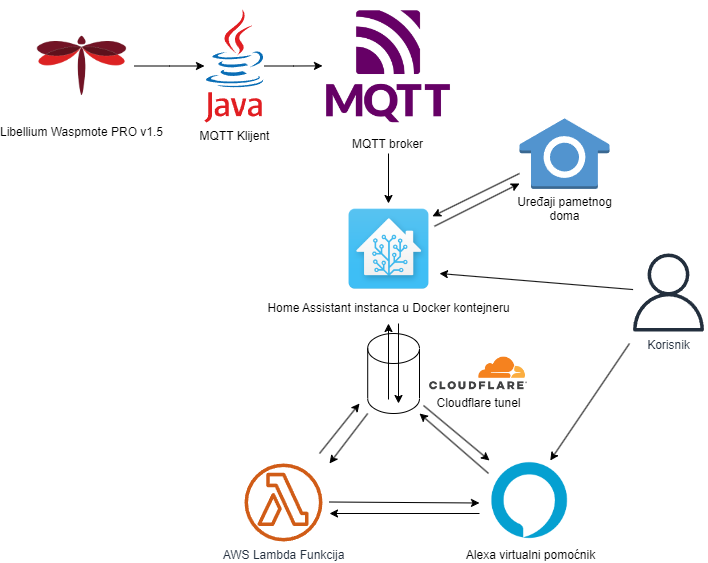 Java
MQTT
Libellium Waspmote PRO v1.5
MQTT Klijent
MQTT broker
Uređaji pametnog
doma
Home Assistant instanca u Docker kontejneru
Korisnik
CLOUDFLARE
Cloudflare tunel
AWS Lambda Funkcija
Alexa virtualni pomoćnik